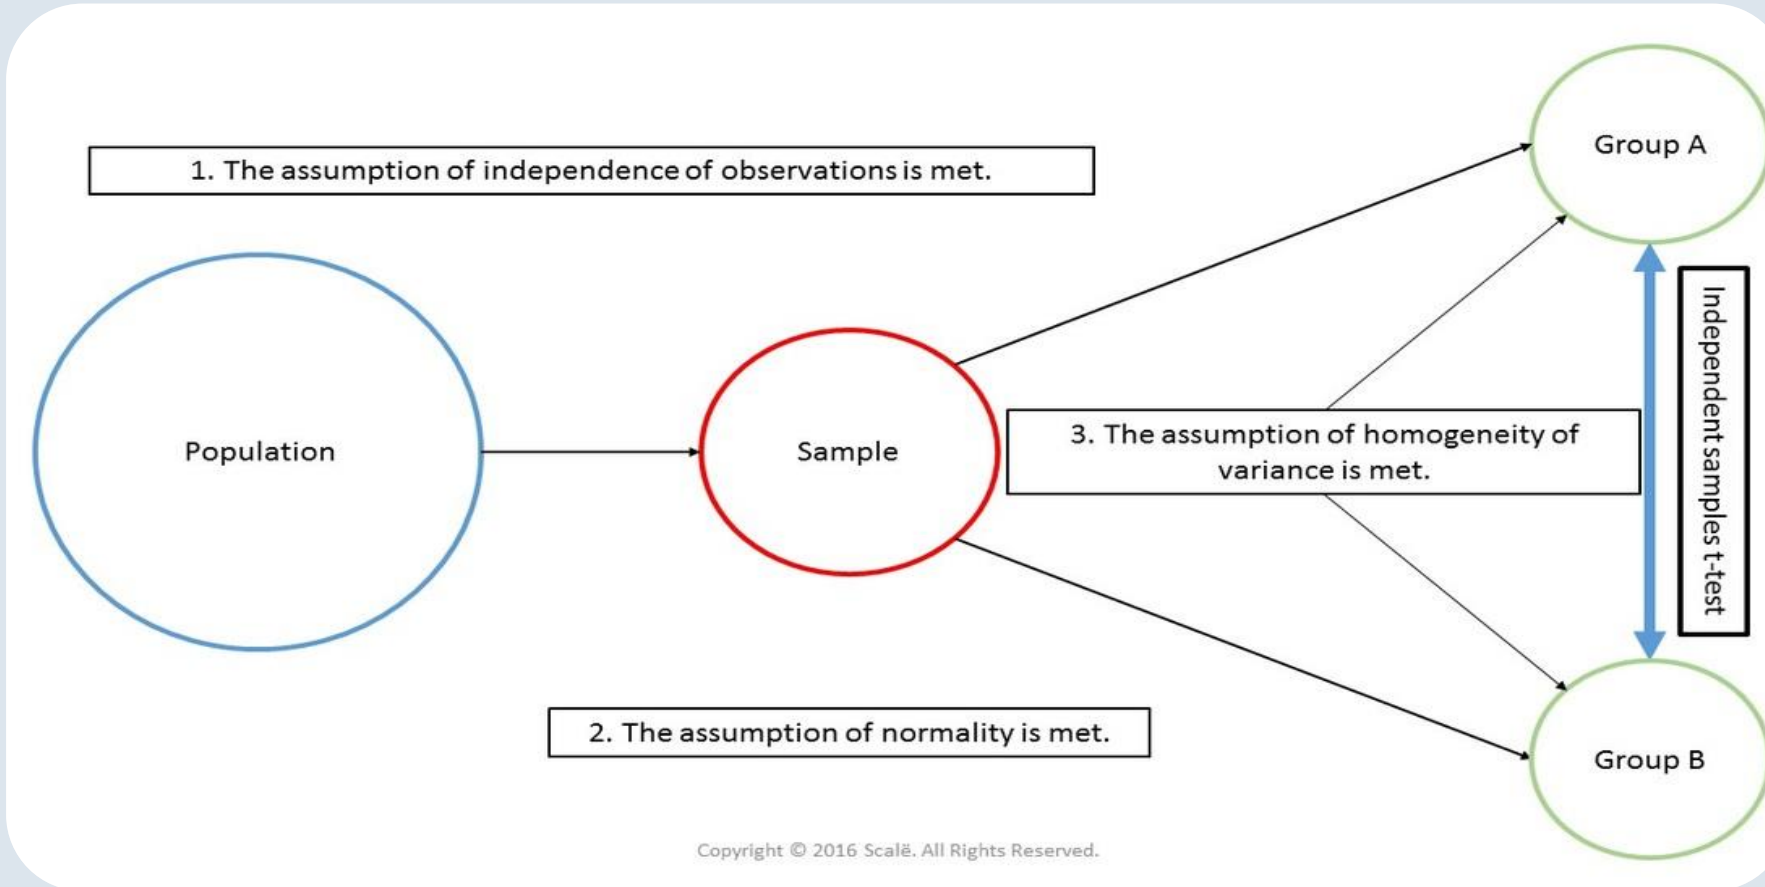 Group A
1. The assumption of independence of observations is met.
Population
Sample
3. The assumption of homogeneity of
variance is met.
Independent samples t-test
2. The assumption of normality is met.
Group B
Copyright © 2016 Scalë. All Rights Reserved.